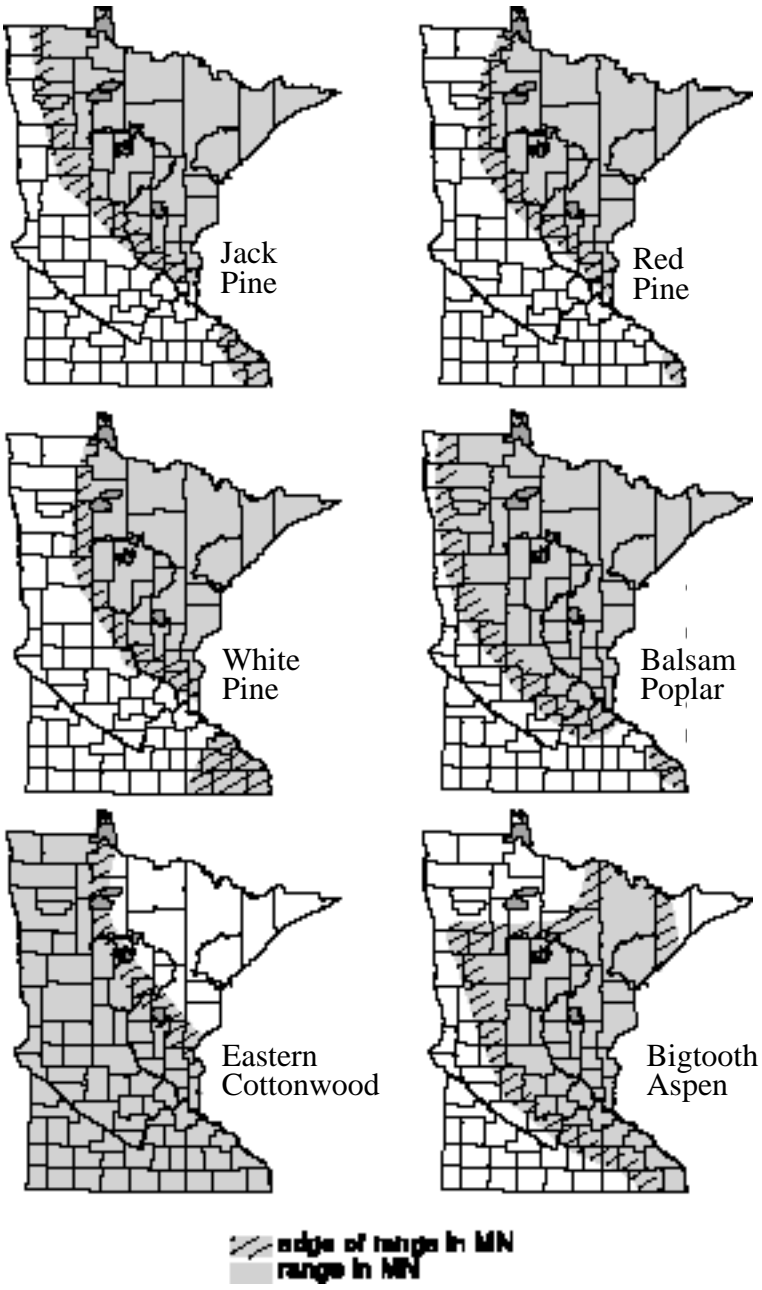 Jack
Pine
Red
Pine
White
Pine
Balsam
Poplar
Eastern
Cottonwood
Bigtooth
Aspen
edge of range in MN
range in MN